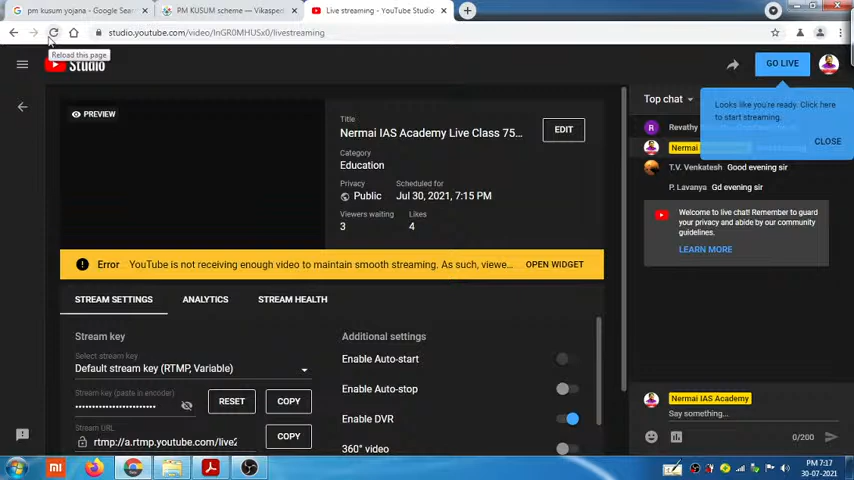 pm kusum yojana - Google Sear
PM KUSUM scheme — Vikasped
Live streaming - YouTube Studio
studio.youtube.com/video/InGR0MHUSx0/livestreaming
Reload this page
Studio
GO LIVE
PREVIEW
Title
Nermai IAS Academy Live Class 75...
EDIT
Category
Education
Privacy
Public
Scheduled for
Jul 30, 2021, 7:15 PM
Viewers waiting
3
Likes
4
Error YouTube is not receiving enough video to maintain smooth streaming. As such, viewe...
OPEN WIDGET
STREAM SETTINGS
ANALYTICS
STREAM HEALTH
Stream key
Select stream key
Default stream key (RTMP, Variable)
Stream key (paste in encoder)
RESET
COPY
Stream URL
rtmp://a.rtmp.youtube.com/live2
COPY
Additional settings
Enable Auto-start
Enable Auto-stop
Enable DVR
360° video
Top chat
Looks like you're ready. Click here
to start streaming.
CLOSE
R Revathy
Nermai
T.V. Venkatesh Good evening sir
P. Lavanya Gd evening sir
Welcome to live chat! Remember to guard
your privacy and abide by our community
guidelines.
LEARN MORE
Nermai IAS Academy
Say something...
0/200
PM 7:17
30-07-2021